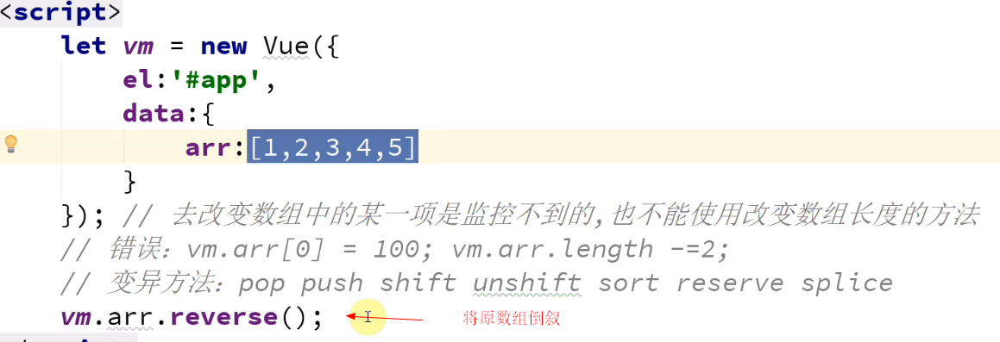 <script>
let vm = new Vue({
el:'#app',
data:{
arr:[1,2,3,4,5]
}
}); // 去改变数组中的某一项是监控不到的,也不能使用改变数组长度的方法
// 错误：vm.arr[0] = 100; vm.arr.length -=2;
// 变异方法：pop push shift unshift sort reserve splice
vm.arr.reverse(); 将原数组倒叙